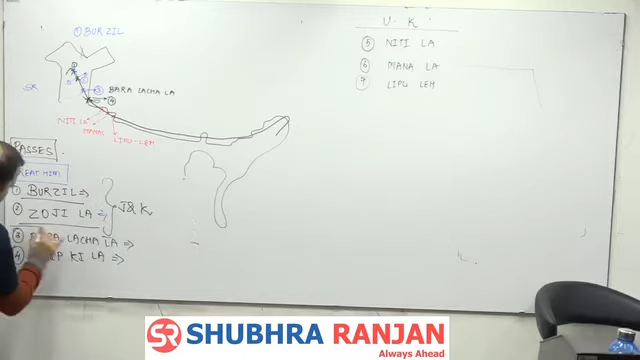 ① BURZIL
SR
③ BARA LACHA LA
④
NITI LA
MANA
LIPU-LEH
PASSES
① BURZIL ⇒
② ZOJI LA ⇒
J&K
LACHA LA ⇒
④ KI LA ⇒
U. K
⑤ NITI LA
⑥ MANA LA
⑦ LIPU LEH
SR SHUBHRA RANJAN
Always Ahead